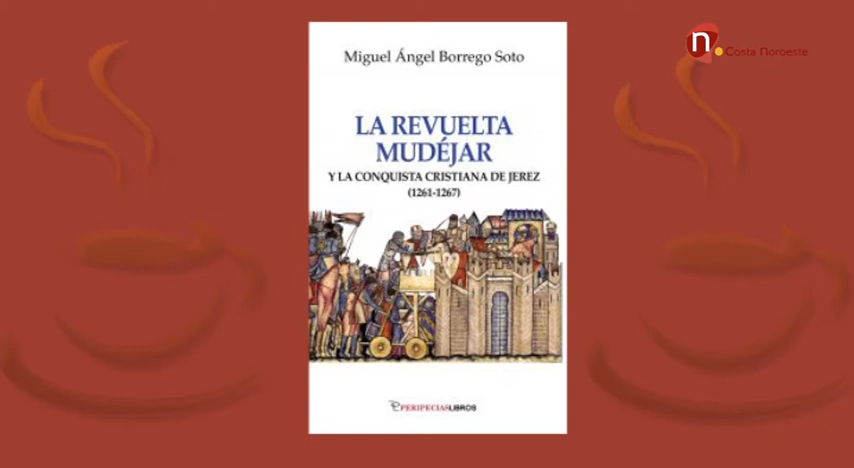 Miguel Ángel Borrego Soto
n. Costa Noroeste
LA REVUELTA
MUDÉJAR
Y LA CONQUISTA CRISTIANA DE JEREZ
(1261-1267)
PERIPECIASLIBROS